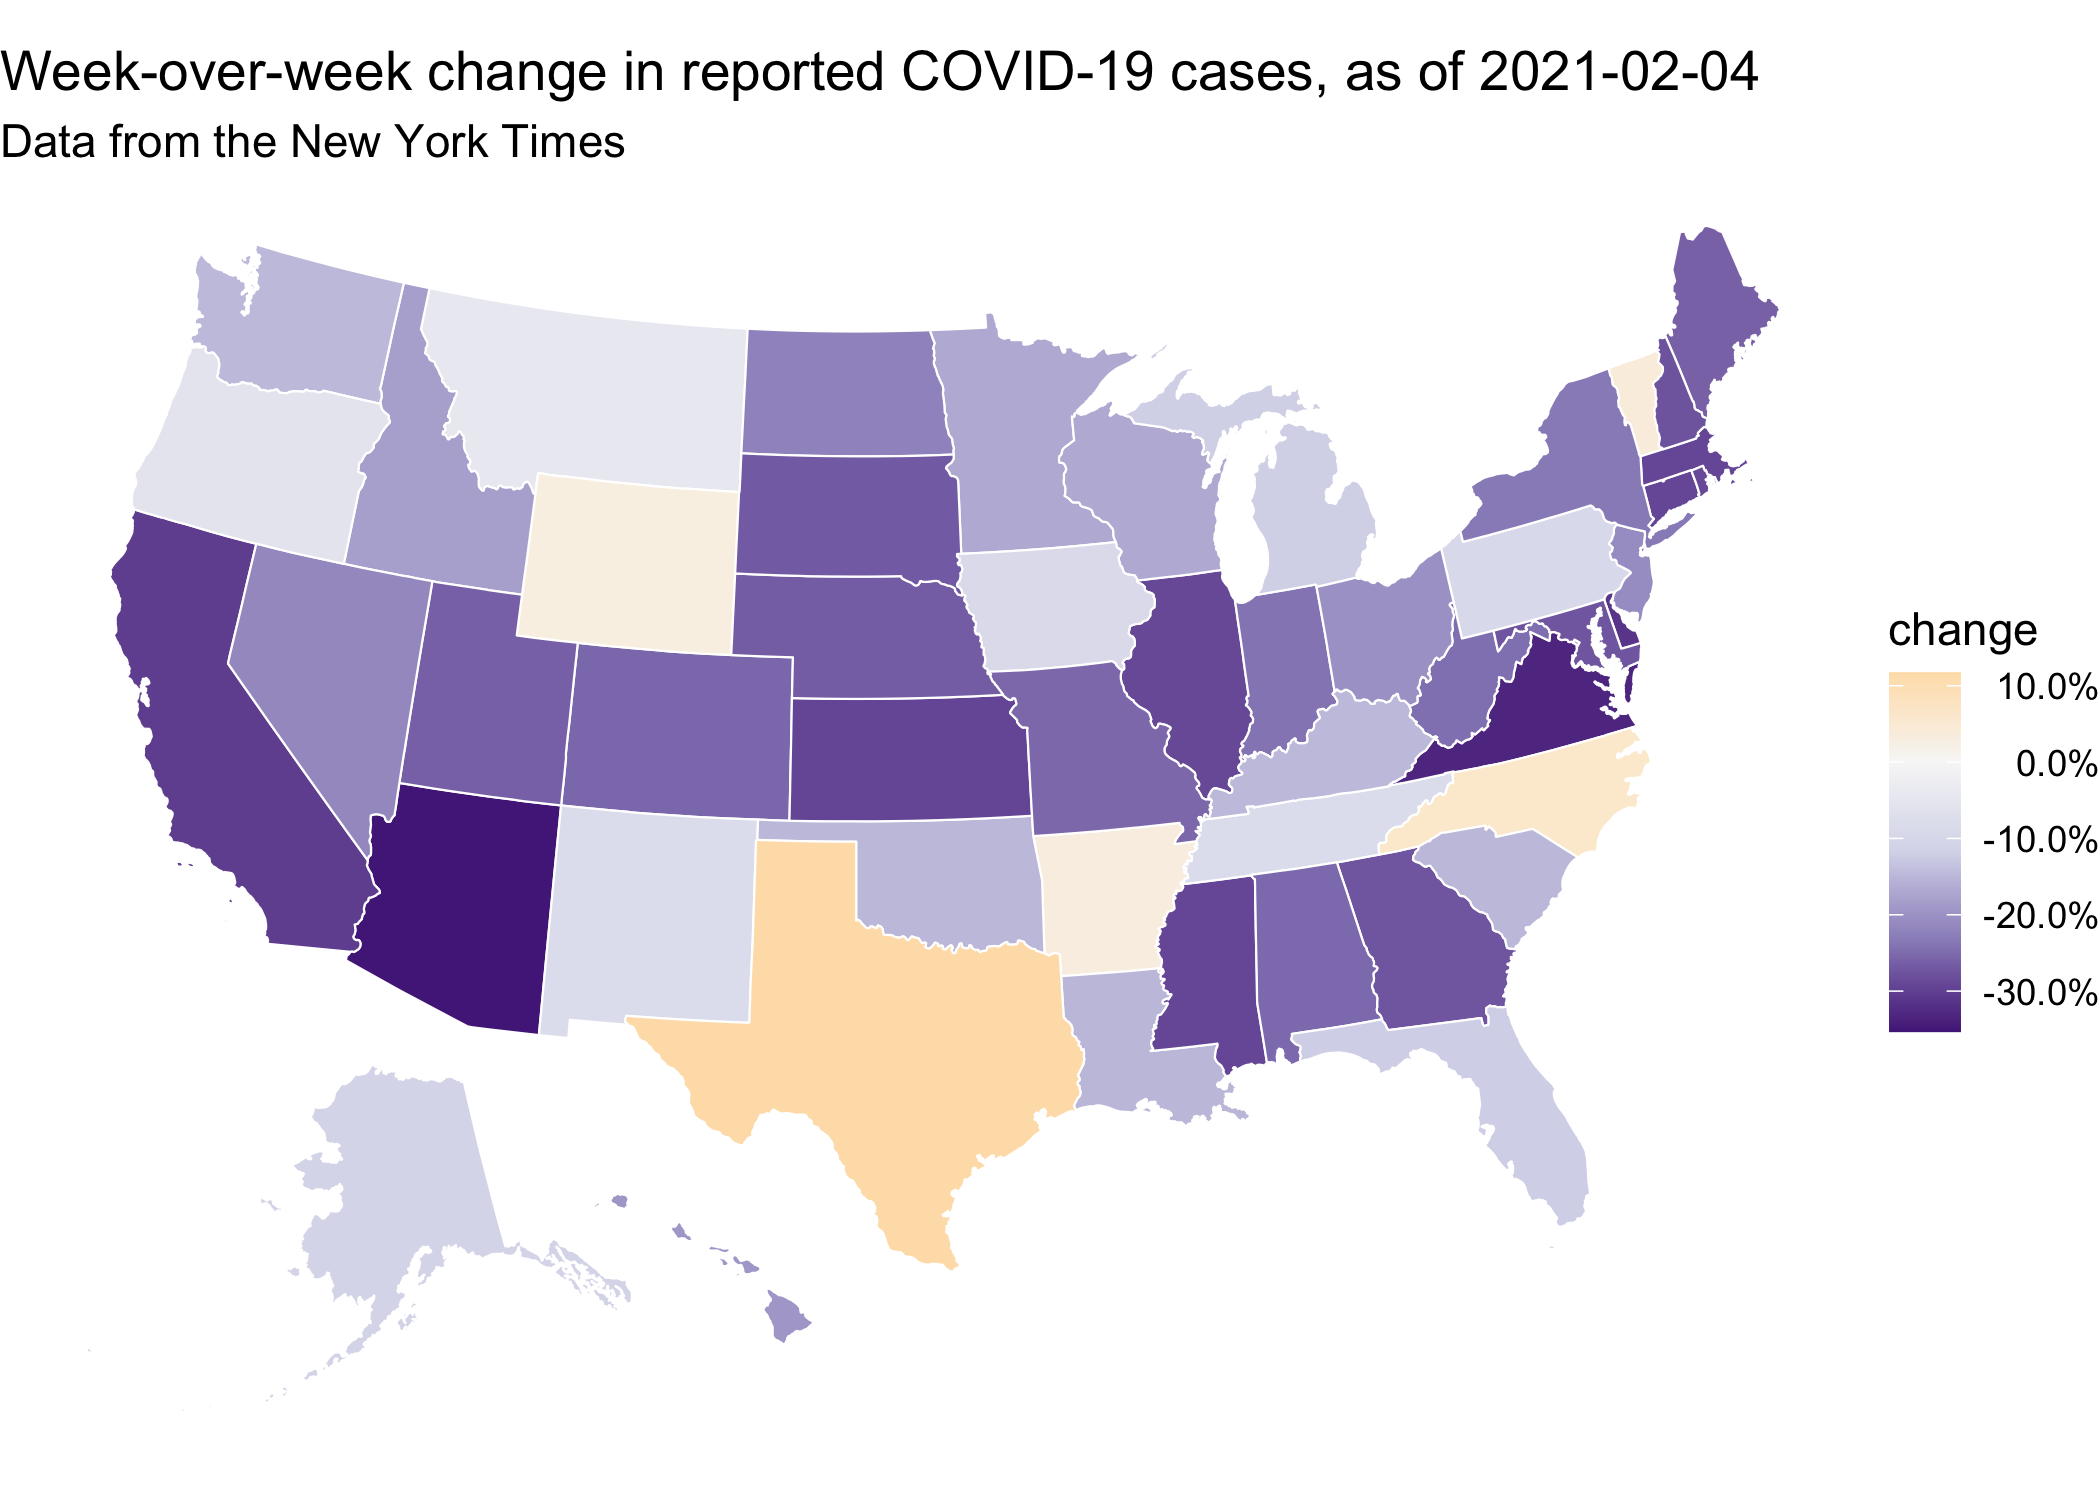 Week-over-week change in reported COVID-19 cases, as of 2021-02-04
Data from the New York Times
change
10.0%
0.0%
-10.0%
-20.0%
-30.0%